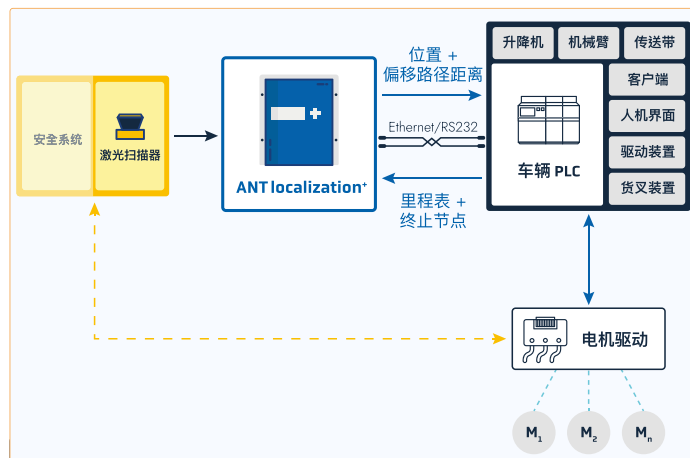 安全系统
激光扫描器
ANT localization⁺
位置 +
偏移路径距离
Ethernet/RS232
里程表 +
终止节点
升降机
机械臂
传送带
车辆 PLC
客户端
人机界面
驱动装置
货叉装置
电机驱动
M₁
M₂
Mₙ